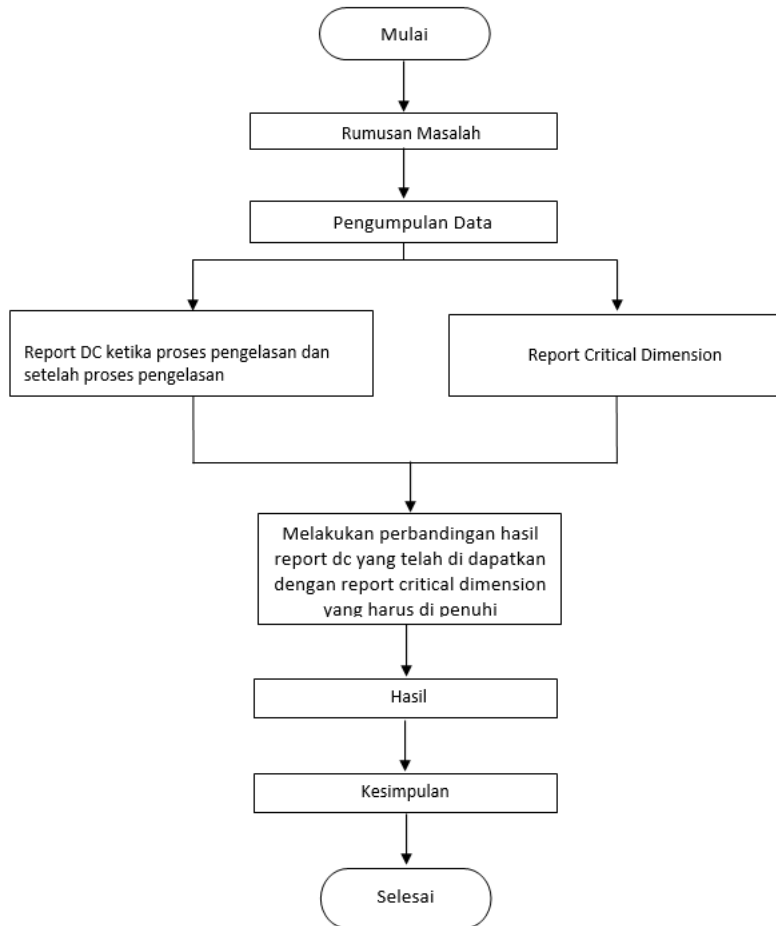 Mulai
Rumusan Masalah
Pengumpulan Data
Report DC ketika proses pengelasan dan
setelah proses pengelasan
Report Critical Dimension
Melakukan perbandingan hasil
report dc yang telah di dapatkan
dengan report critical dimension
yang harus di penuhi
Hasil
Kesimpulan
Selesai